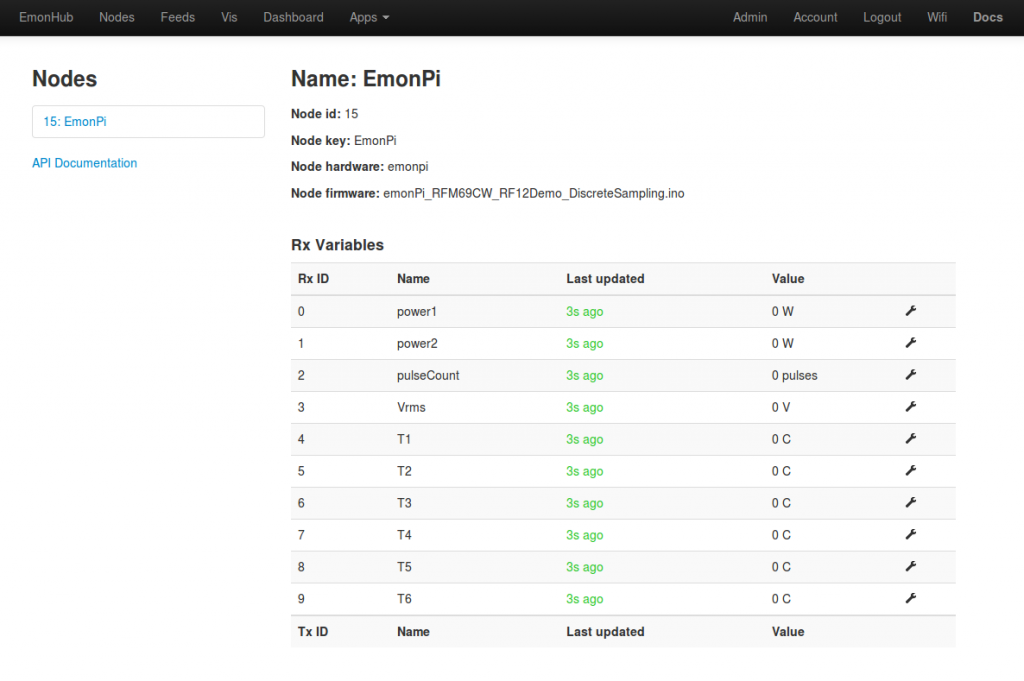 EmonHub Nodes Feeds Vis Dashboard Apps Admin Account Logout Wifi Docs
Nodes
15: EmonPi
API Documentation
Name: EmonPi
Node id: 15
Node key: EmonPi
Node hardware: emonpi
Node firmware: emonPi_RFM69CW_RF12Demo_DiscreteSampling.ino
Rx Variables
Rx ID Name Last updated Value
0 power1 3s ago 0 W
1 power2 3s ago 0 W
2 pulseCount 3s ago 0 pulses
3 Vrms 3s ago 0 V
4 T1 3s ago 0 C
5 T2 3s ago 0 C
6 T3 3s ago 0 C
7 T4 3s ago 0 C
8 T5 3s ago 0 C
9 T6 3s ago 0 C
Tx ID Name Last updated Value